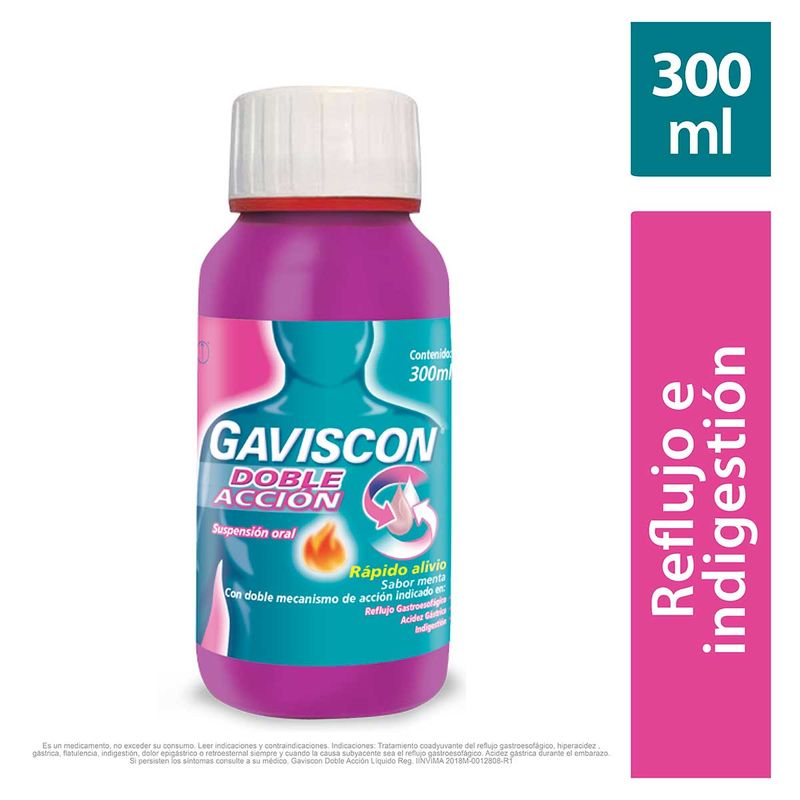 300
ml
Reflujo e
indigestión
Contenido:
300ml
GAVISCON
DOBLE
ACCIÓN
Suspensión oral
Rápido alivio
Sabor menta
Con doble mecanismo de acción indicado en:
Reflujo Gastroesofágico
Acidez Gástrica
Indigestión
Es un medicamento, no exceder su consumo. Leer indicaciones y contraindicaciones. Indicaciones: Tratamiento coadyuvante del reflujo gastroesofágico, hiperacidez ,
gástrica, flatulencia, indigestión, dolor epigástrico o retroesternal siempre y cuando la causa subyacente sea el reflujo gastroesofágico. Acidez gástrica durante el embarazo.
Si persisten los síntomas consulte a su médico. Gaviscon Doble Acción Líquido Reg. IINVIMA 2018M-0012808-R1